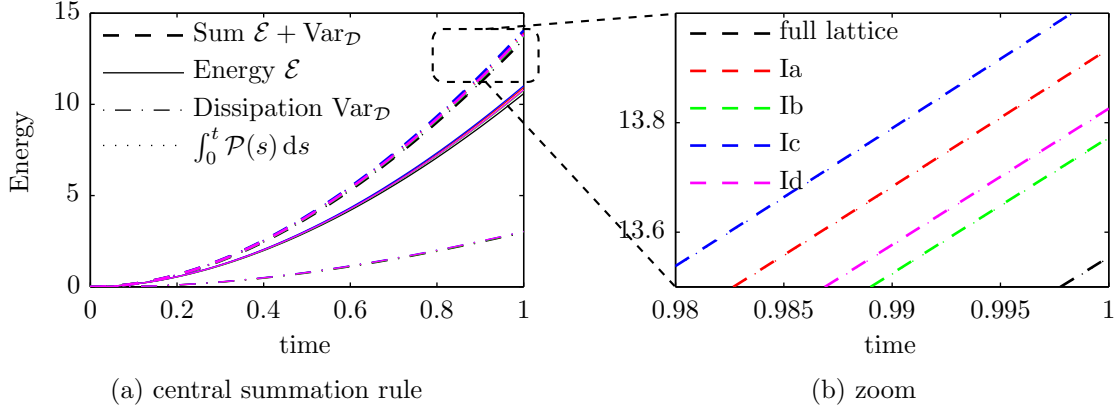 15
10
5
0
Energy
Sum ℰ + Var𝒟
Energy ℰ
Dissipation Var𝒟
∫₀ᵗ 𝒫(s) ds
0 0.2 0.4 0.6 0.8 1
time
(a) central summation rule
full lattice
Ia
Ib
Ic
Id
13.8
13.6
0.98 0.985 0.99 0.995 1
time
(b) zoom